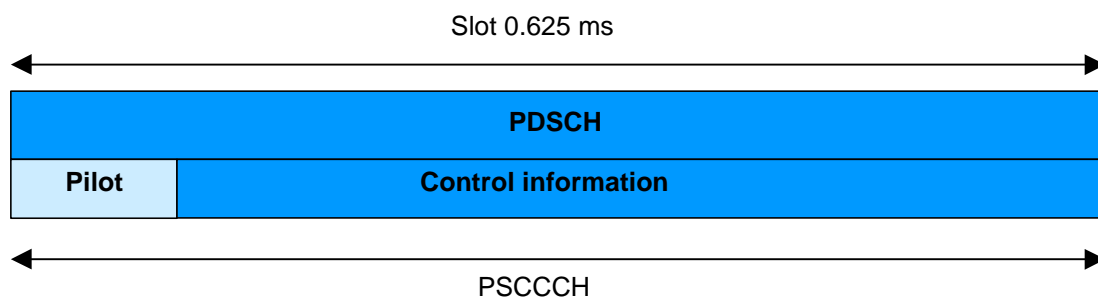 Slot 0.625 ms
PDSCH
Pilot Control information
PSCCCH